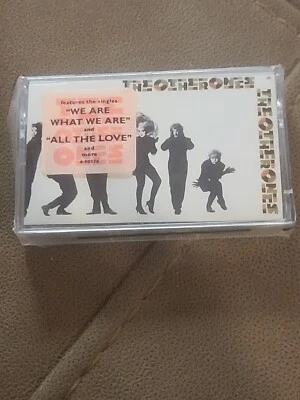 THE OTHER ONES
THE OTHER ONES
features the singles
"WE ARE
WHAT WE ARE"
and
"ALL THE LOVE"
and
more